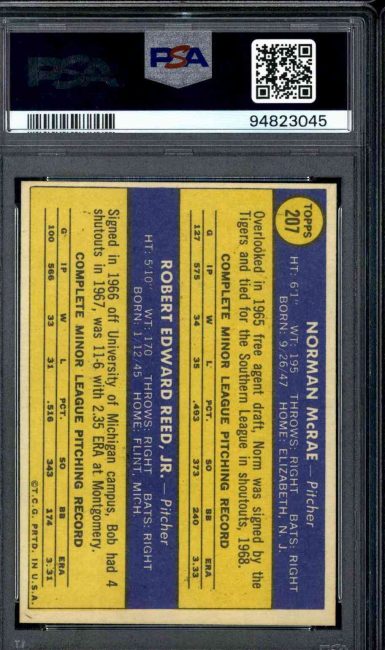 PSA
PSA
94823045
TOPPS
207
NORMAN McRAE — Pitcher
HT: 6'1" WT: 195 THROWS: RIGHT BATS: RIGHT
BORN: 9/26/47 HOME: ELIZABETH, N. J.
Overlooked in 1965 free agent draft, Norm was signed by the
Tigers and tied for the Southern League in shoutouts, 1968.
COMPLETE MINOR LEAGUE PITCHING RECORD
G IP W L PCT. SO BB ERA
127 575 34 35 .493 373 240 3.33
ROBERT EDWARD REED, JR — Pitcher
HT: 5'10" WT: 170 THROWS: RIGHT BATS: RIGHT
BORN: 1/12/45 HOME: FLINT, MICH.
Signed in 1966 off University of Michigan campus, Bob had 4
shutouts in 1967, was 11-6 with 2.35 ERA at Montgomery.
COMPLETE MINOR LEAGUE PITCHING RECORD
G IP W L PCT. SO BB ERA
100 566 33 31 .516 343 174 3.31
©T.C.G. PRTD. IN U.S.A.